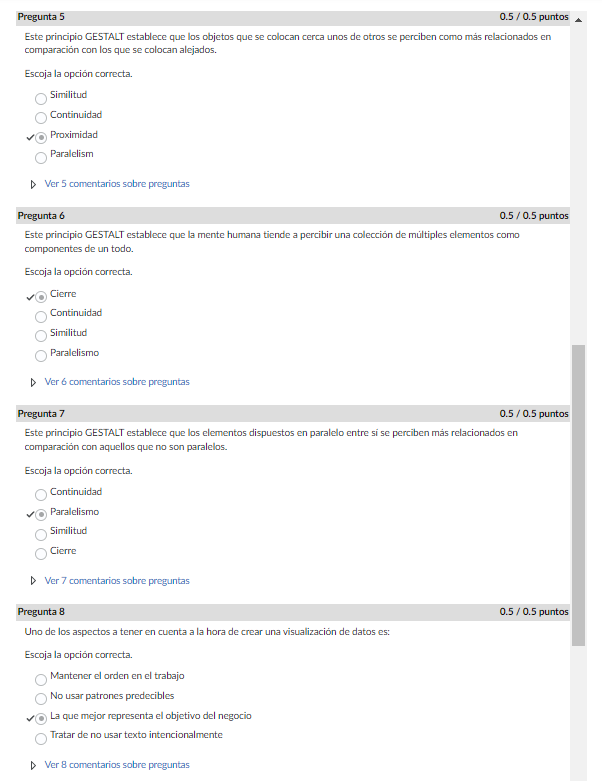 Pregunta 5 0.5 / 0.5 puntos
Este principio GESTALT establece que los objetos que se colocan cerca unos de otros se perciben como más relacionados en
comparación con los que se colocan alejados.
Escoja la opción correcta.
Similitud
Continuidad
Proximidad
Paralelism
Ver 5 comentarios sobre preguntas
Pregunta 6 0.5 / 0.5 puntos
Este principio GESTALT establece que la mente humana tiende a percibir una colección de múltiples elementos como
componentes de un todo.
Escoja la opción correcta.
Cierre
Continuidad
Similitud
Paralelismo
Ver 6 comentarios sobre preguntas
Pregunta 7 0.5 / 0.5 puntos
Este principio GESTALT establece que los elementos dispuestos en paralelo entre sí se perciben más relacionados en
comparación con aquellos que no son paralelos.
Escoja la opción correcta.
Continuidad
Paralelismo
Similitud
Cierre
Ver 7 comentarios sobre preguntas
Pregunta 8 0.5 / 0.5 puntos
Uno de los aspectos a tener en cuenta a la hora de crear una visualización de datos es:
Escoja la opción correcta.
Mantener el orden en el trabajo
No usar patrones predecibles
La que mejor representa el objetivo del negocio
Tratar de no usar texto intencionalmente
Ver 8 comentarios sobre preguntas